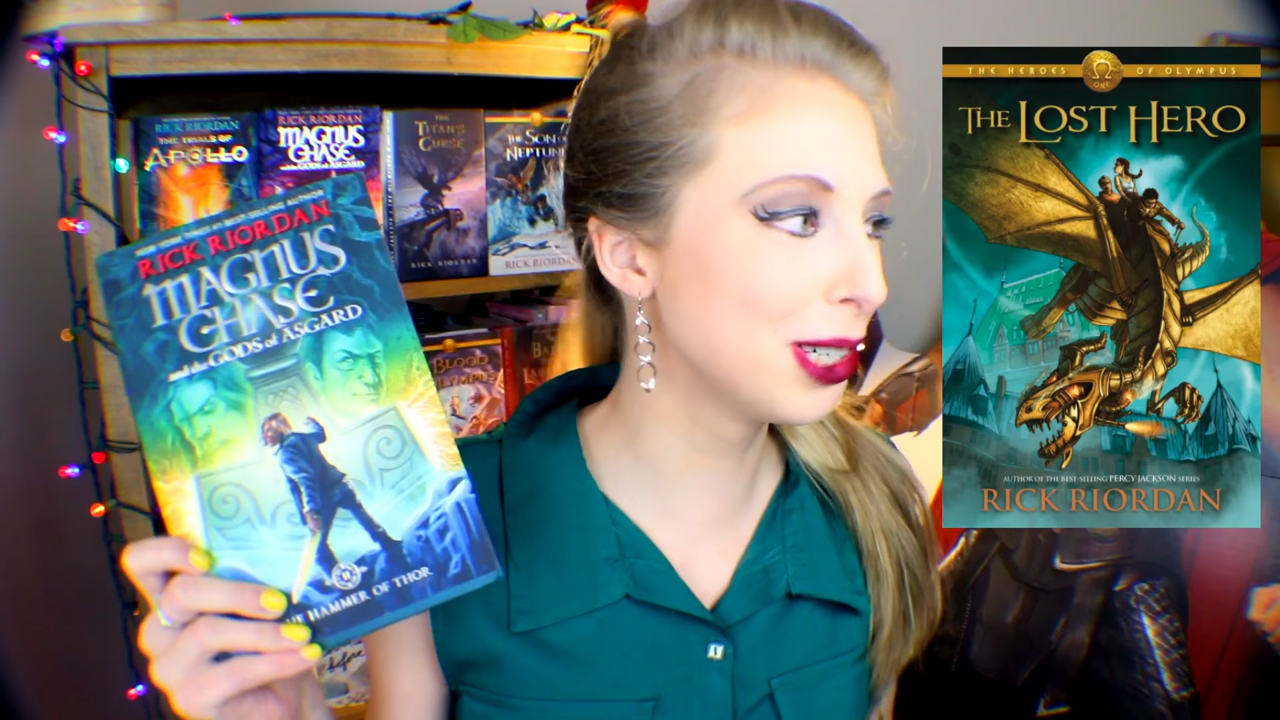 RICK RIORDAN
THE TRIALS OF
APOLLO
RICK RIORDAN
MAGNUS
CHASE
and the GODS of ASGARD
THE
TITAN'S
CURSE
RICK RIORDAN
THE SON OF
NEPTUNE
RICK RIORDAN
NEW YORK TIMES #1 BEST-SELLING AUTHOR
RICK RIORDAN
MAGNUS
CHASE
and the GODS of ASGARD
HAMMER OF THOR
BLOOD
OLYMPUS
before
THE HEROES OF OLYMPUS
ONE
THE LOST HERO
AUTHOR OF THE BEST-SELLING PERCY JACKSON SERIES
RICK RIORDAN